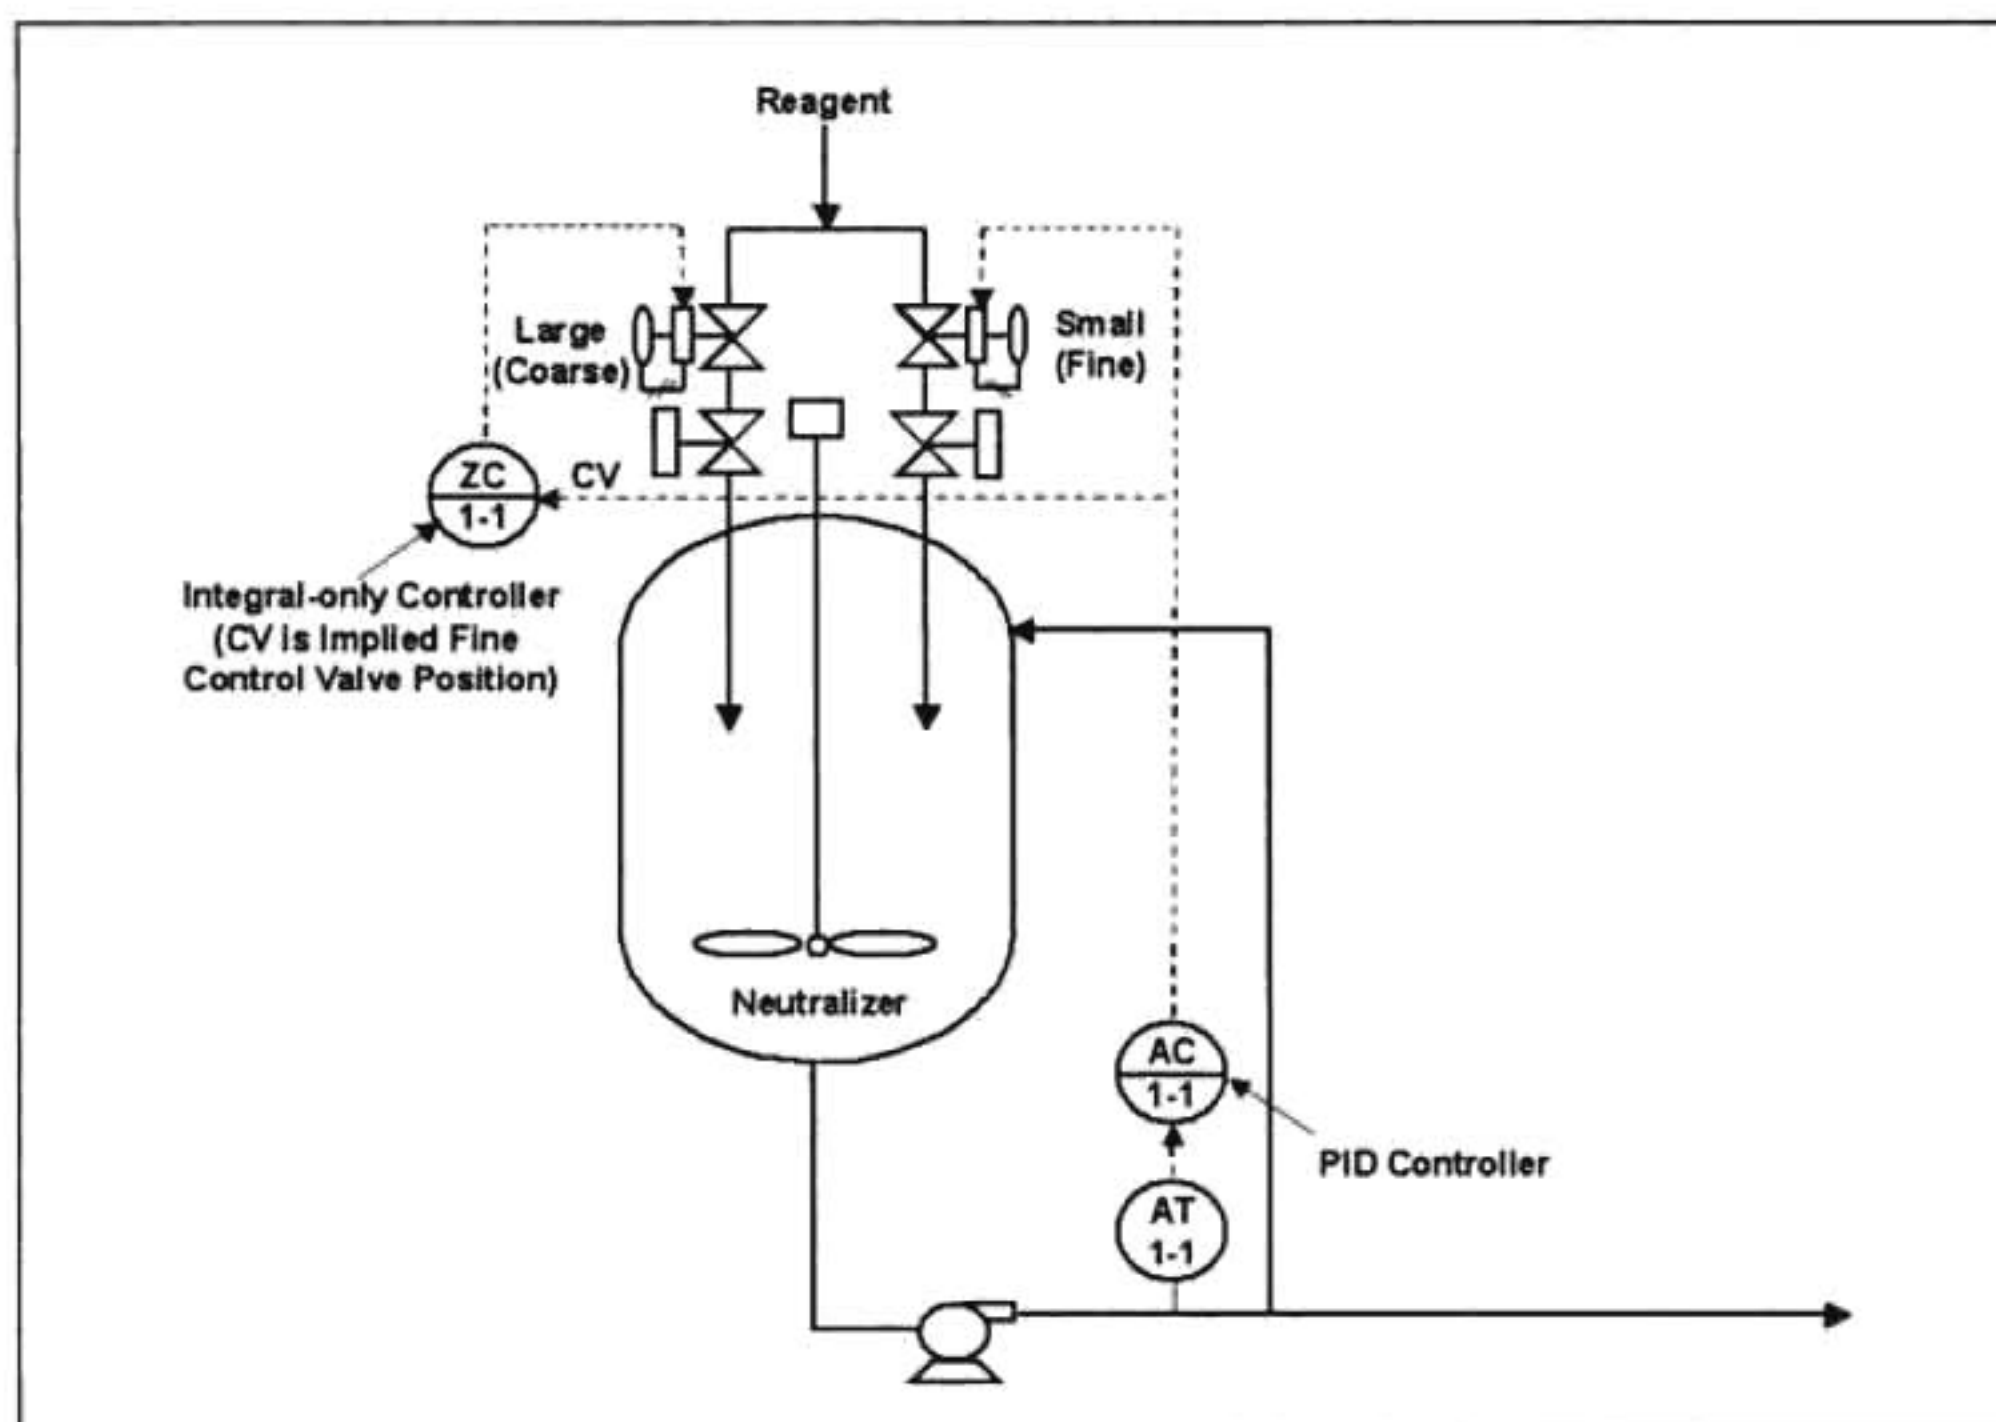 Reagent
Large
(Coarse)
Small
(Fine)
ZC
1-1
CV
Integral-only Controller
(CV is Implied Fine
Control Valve Position)
Neutralizer
AC
1-1
PID Controller
AT
1-1